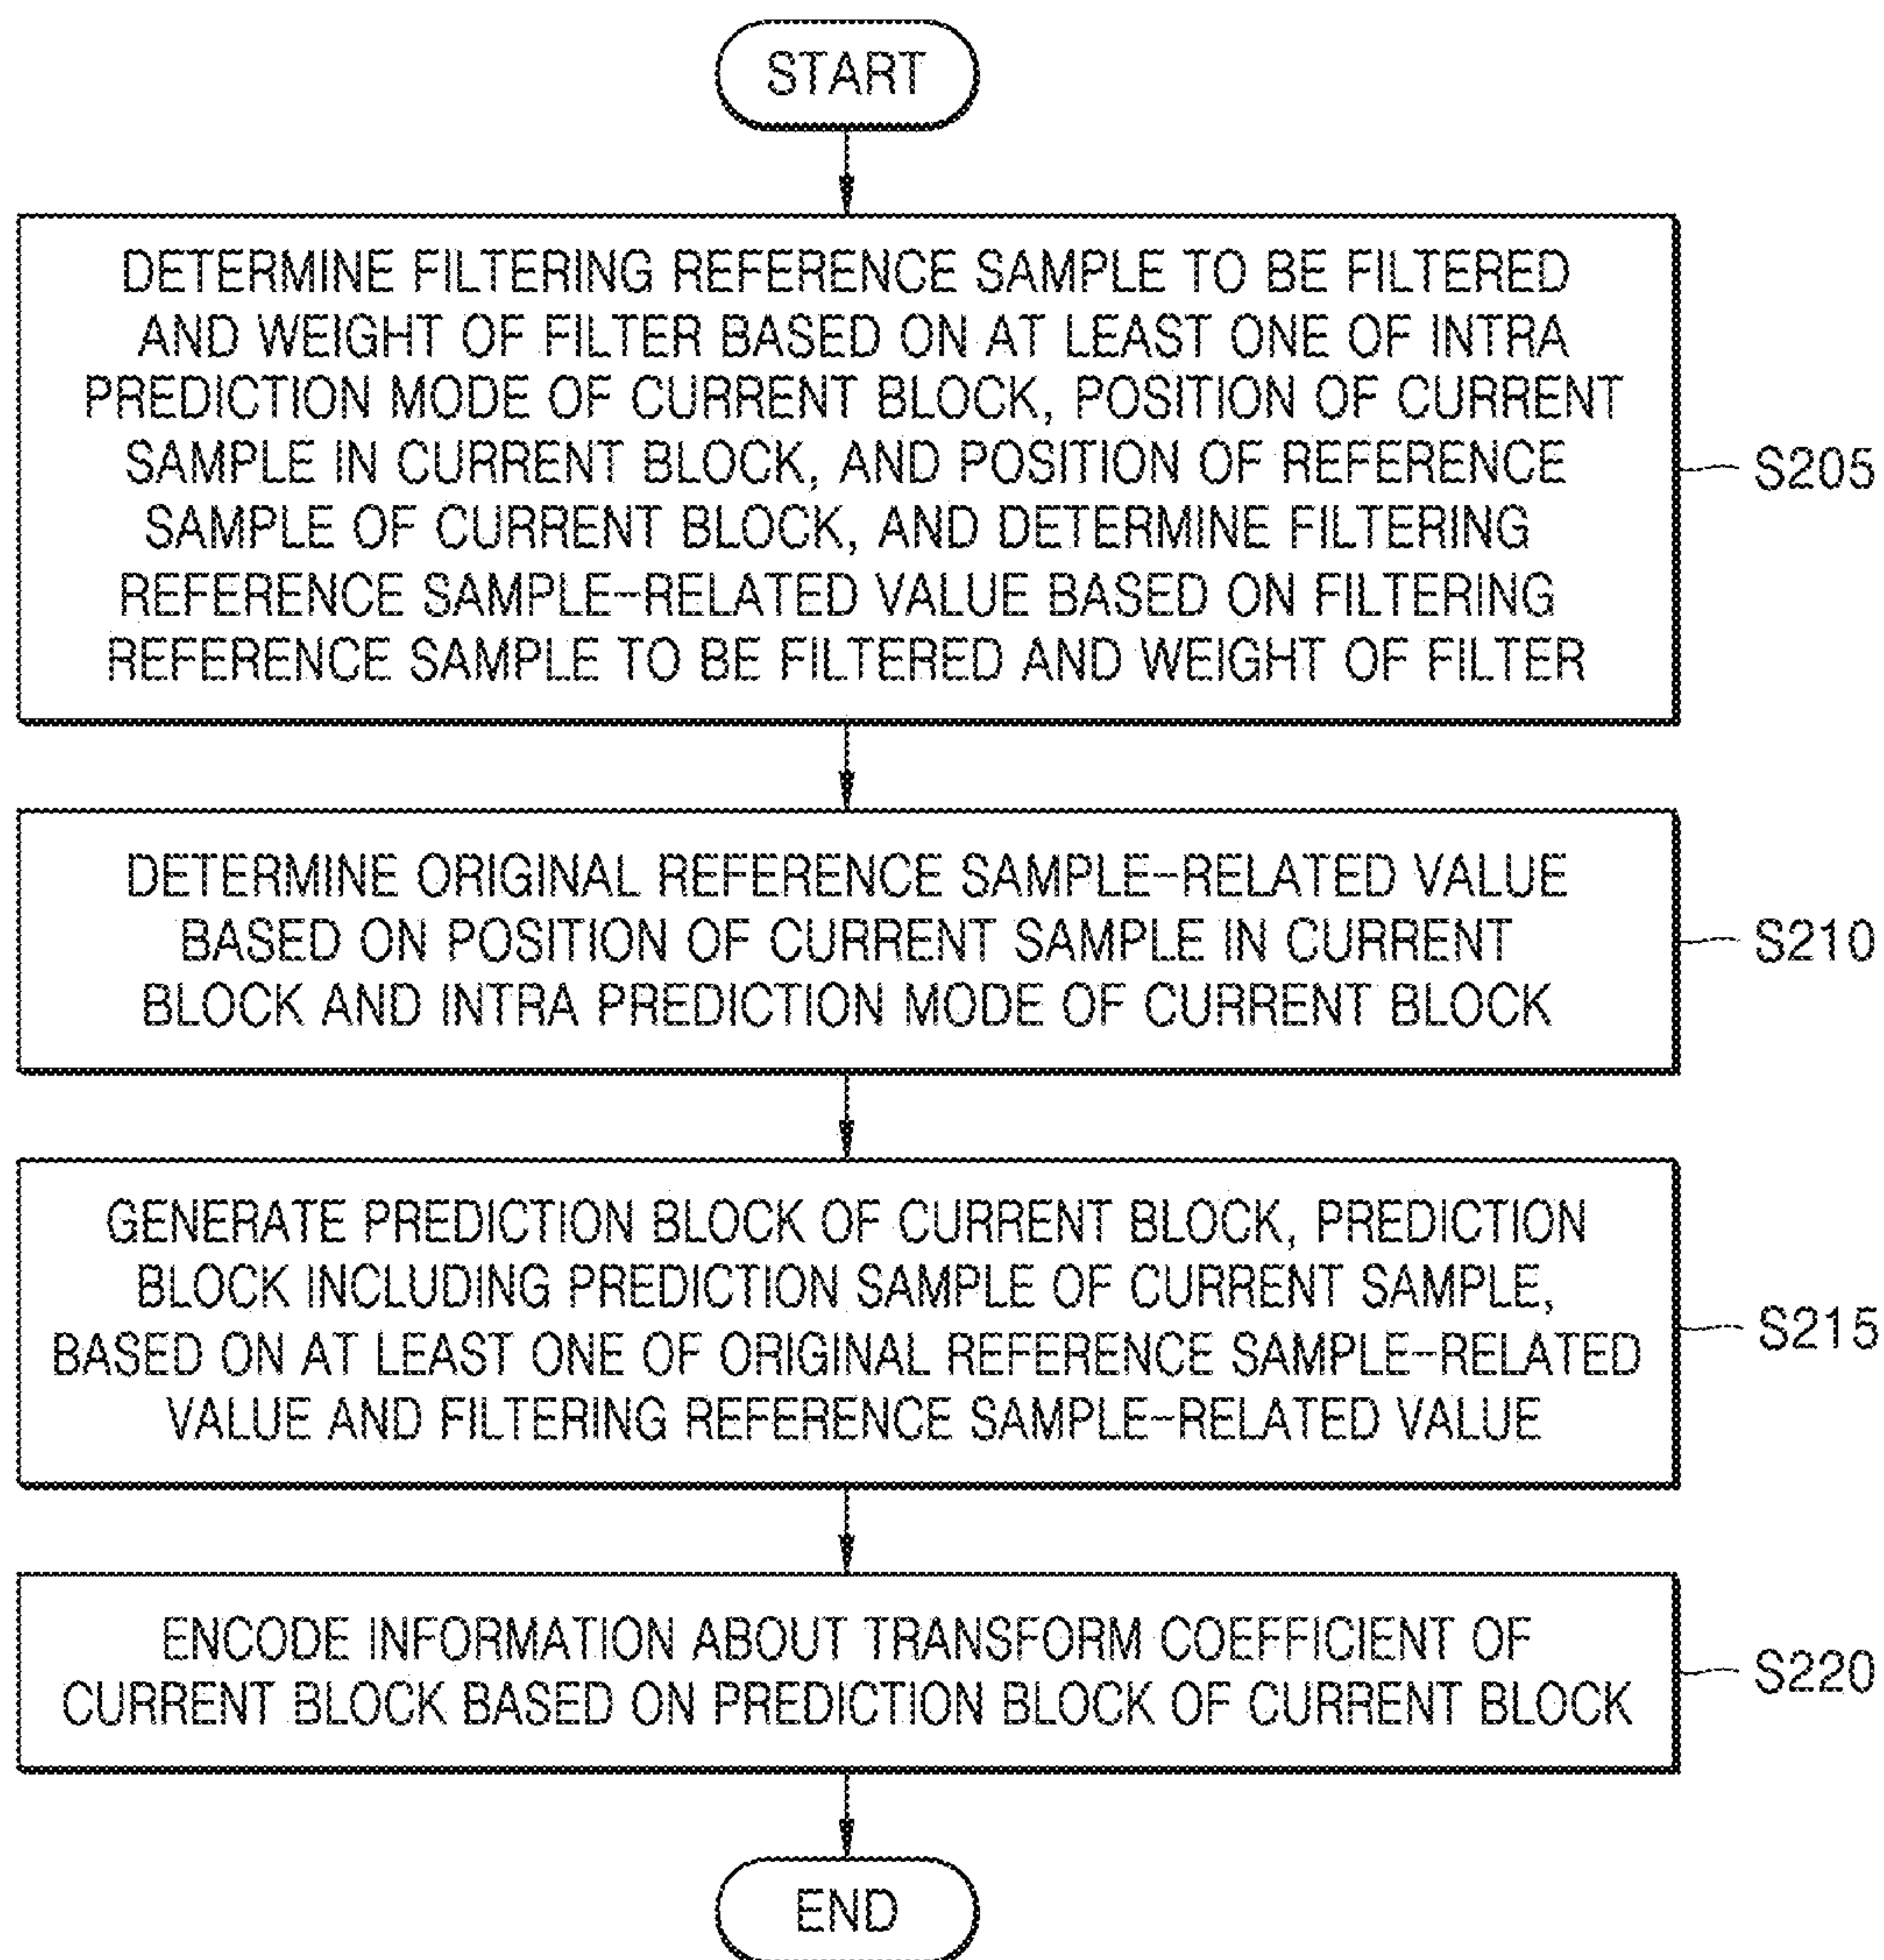 START
DETERMINE FILTERING REFERENCE SAMPLE TO BE FILTERED
AND WEIGHT OF FILTER BASED ON AT LEAST ONE OF INTRA
PREDICTION MODE OF CURRENT BLOCK, POSITION OF CURRENT
SAMPLE IN CURRENT BLOCK, AND POSITION OF REFERENCE
SAMPLE OF CURRENT BLOCK, AND DETERMINE FILTERING
REFERENCE SAMPLE-RELATED VALUE BASED ON FILTERING
REFERENCE SAMPLE TO BE FILTERED AND WEIGHT OF FILTER
S205
DETERMINE ORIGINAL REFERENCE SAMPLE-RELATED VALUE
BASED ON POSITION OF CURRENT SAMPLE IN CURRENT
BLOCK AND INTRA PREDICTION MODE OF CURRENT BLOCK
S210
GENERATE PREDICTION BLOCK OF CURRENT BLOCK, PREDICTION
BLOCK INCLUDING PREDICTION SAMPLE OF CURRENT SAMPLE,
BASED ON AT LEAST ONE OF ORIGINAL REFERENCE SAMPLE-RELATED
VALUE AND FILTERING REFERENCE SAMPLE-RELATED VALUE
S215
ENCODE INFORMATION ABOUT TRANSFORM COEFFICIENT OF
CURRENT BLOCK BASED ON PREDICTION BLOCK OF CURRENT BLOCK
S220
END